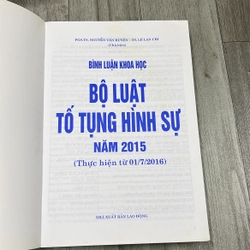 BÌNH LUẬN KHOA HỌC
BỘ LUẬT
TỐ TỤNG HÌNH SỰ
NĂM 2015
(Thực hiện từ 01/7/2016)
NHÀ XUẤT BẢN LAO ĐỘNG